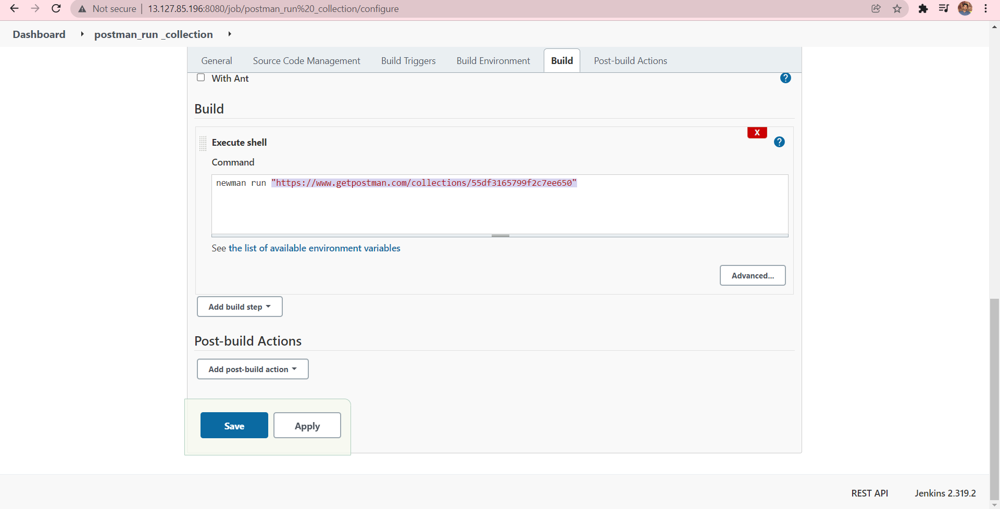 Not secure | 13.127.85.196:8080/job/postman_run%20_collection/configure
Dashboard postman_run _collection
General Source Code Management Build Triggers Build Environment Build Post-build Actions
With Ant ?
Build
X
Execute shell ?
Command
newman run "https://www.getpostman.com/collections/55df3165799f2c7ee650"
See the list of available environment variables
Advanced...
Add build step
Post-build Actions
Add post-build action
Save Apply
REST API Jenkins 2.319.2